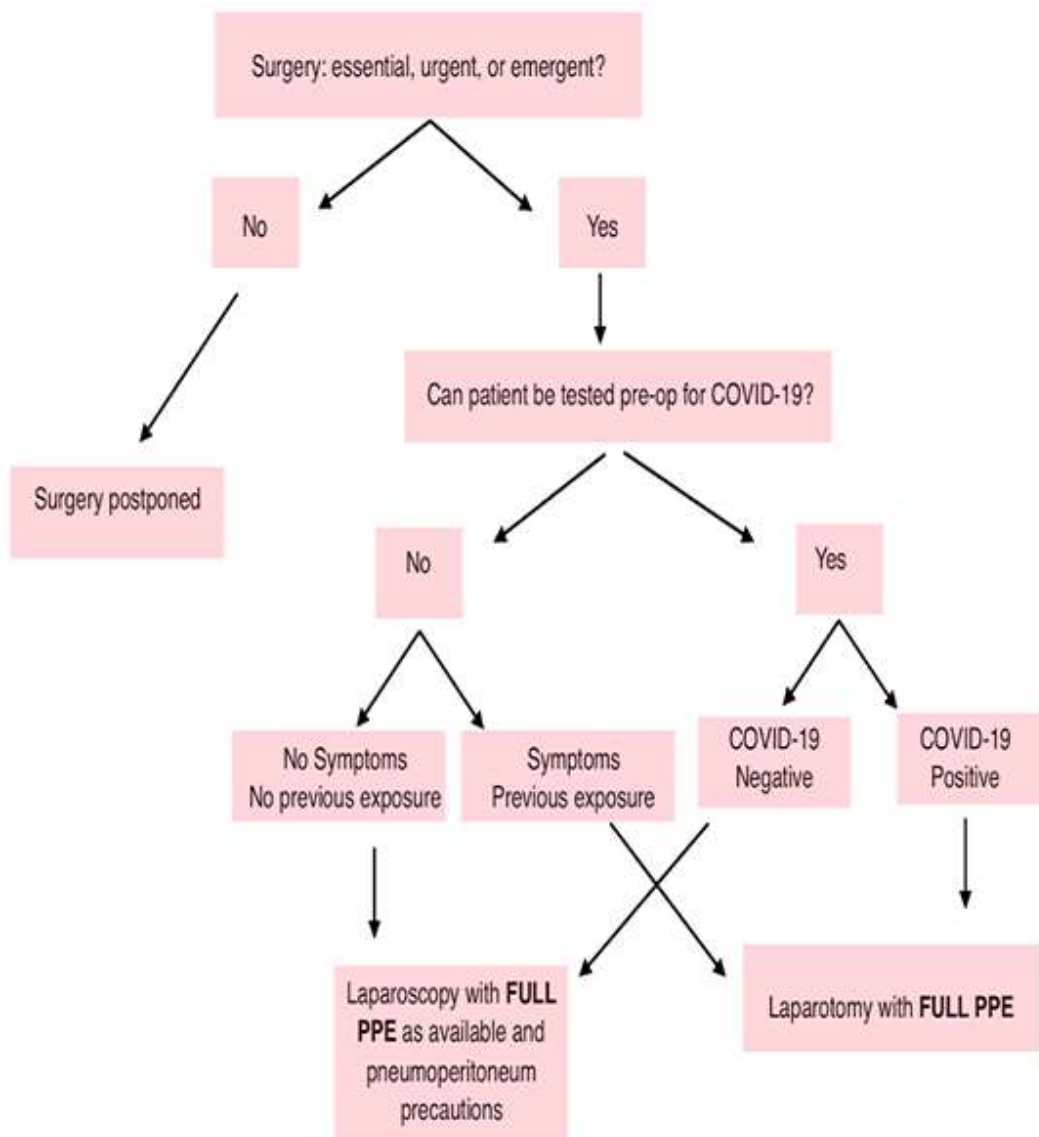 Surgery: essential, urgent, or emergent?
No
Yes
Can patient be tested pre-op for COVID-19?
Surgery postponed
No
Yes
No Symptoms
No previous exposure
Symptoms
Previous exposure
COVID-19
Negative
COVID-19
Positive
Laparoscopy with FULL
PPE as available and
pneumoperitoneum
precautions
Laparotomy with FULL PPE